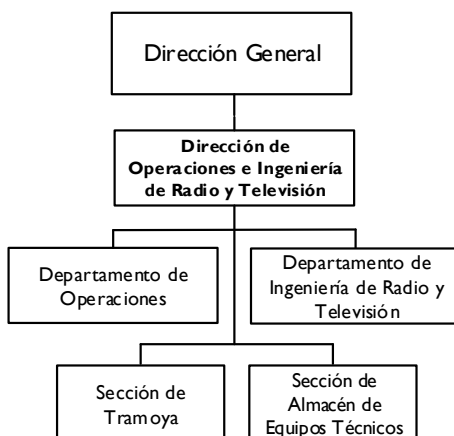 Dirección General
Dirección de
Operaciones e Ingeniería
de Radio y Televisión
Departamento de
Operaciones
Departamento de
Ingeniería de Radio y
Televisión
Sección de
Tramoya
Sección de
Almacén de
Equipos Técnicos